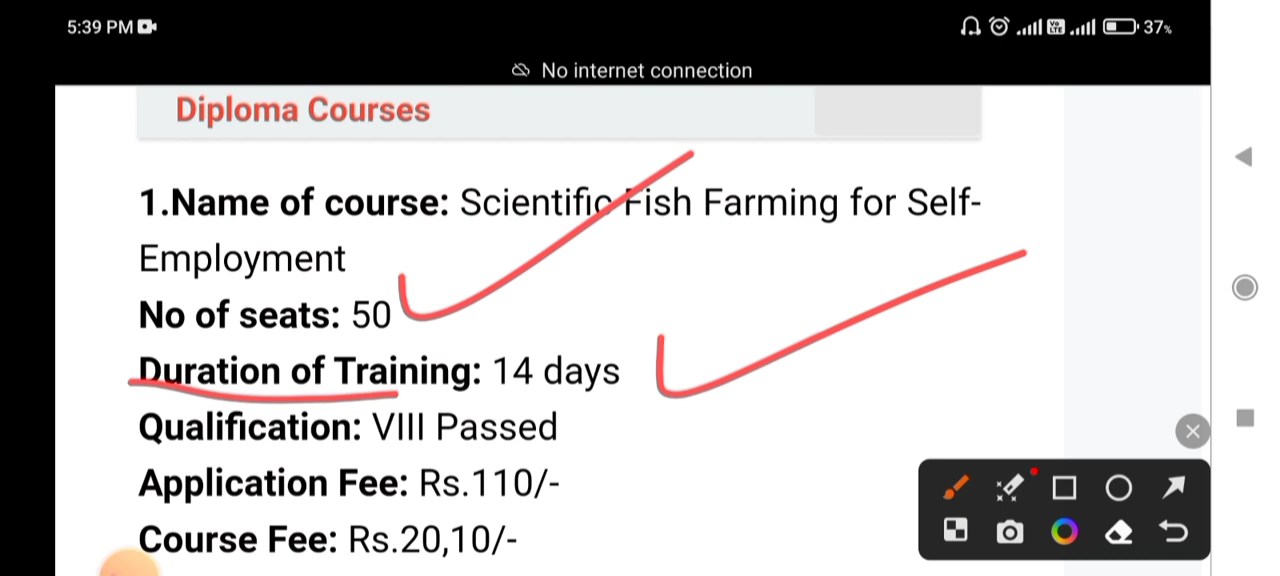 5:39 PM
Vo LTE 37%
No internet connection
Diploma Courses
1.Name of course: Scientific Fish Farming for Self-
Employment
No of seats: 50
Duration of Training: 14 days
Qualification: VIII Passed
Application Fee: Rs.110/-
Course Fee: Rs.20,10/-